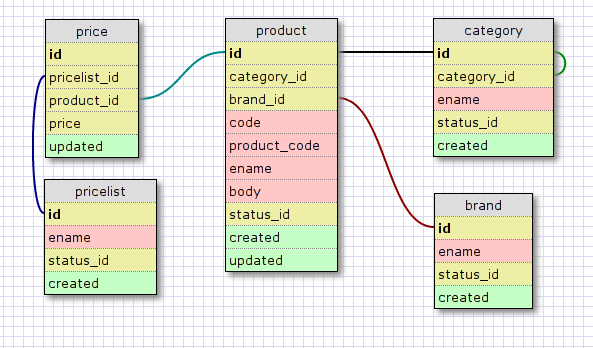 price
id
pricelist_id
product_id
price
updated
pricelist
id
ename
status_id
created
product
id
category_id
brand_id
code
product_code
ename
body
status_id
created
updated
category
id
category_id
ename
status_id
created
brand
id
ename
status_id
created